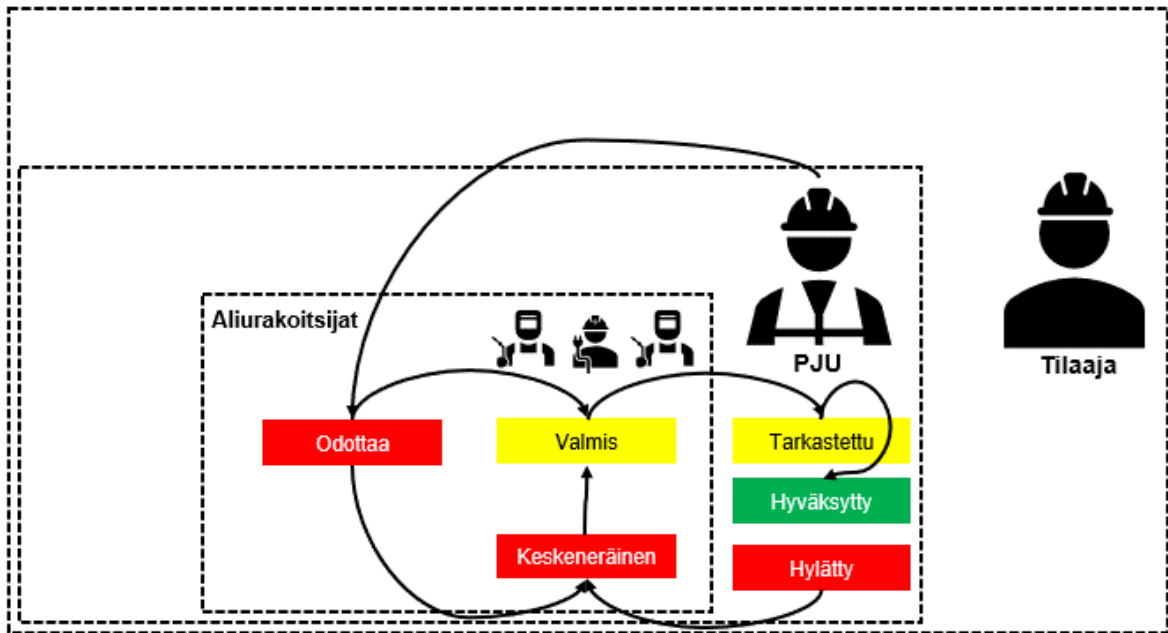 Aliurakoitsijat
PJU
Tilaaja
Odottaa
Valmis
Tarkastettu
Hyväksytty
Keskeneräinen
Hylätty